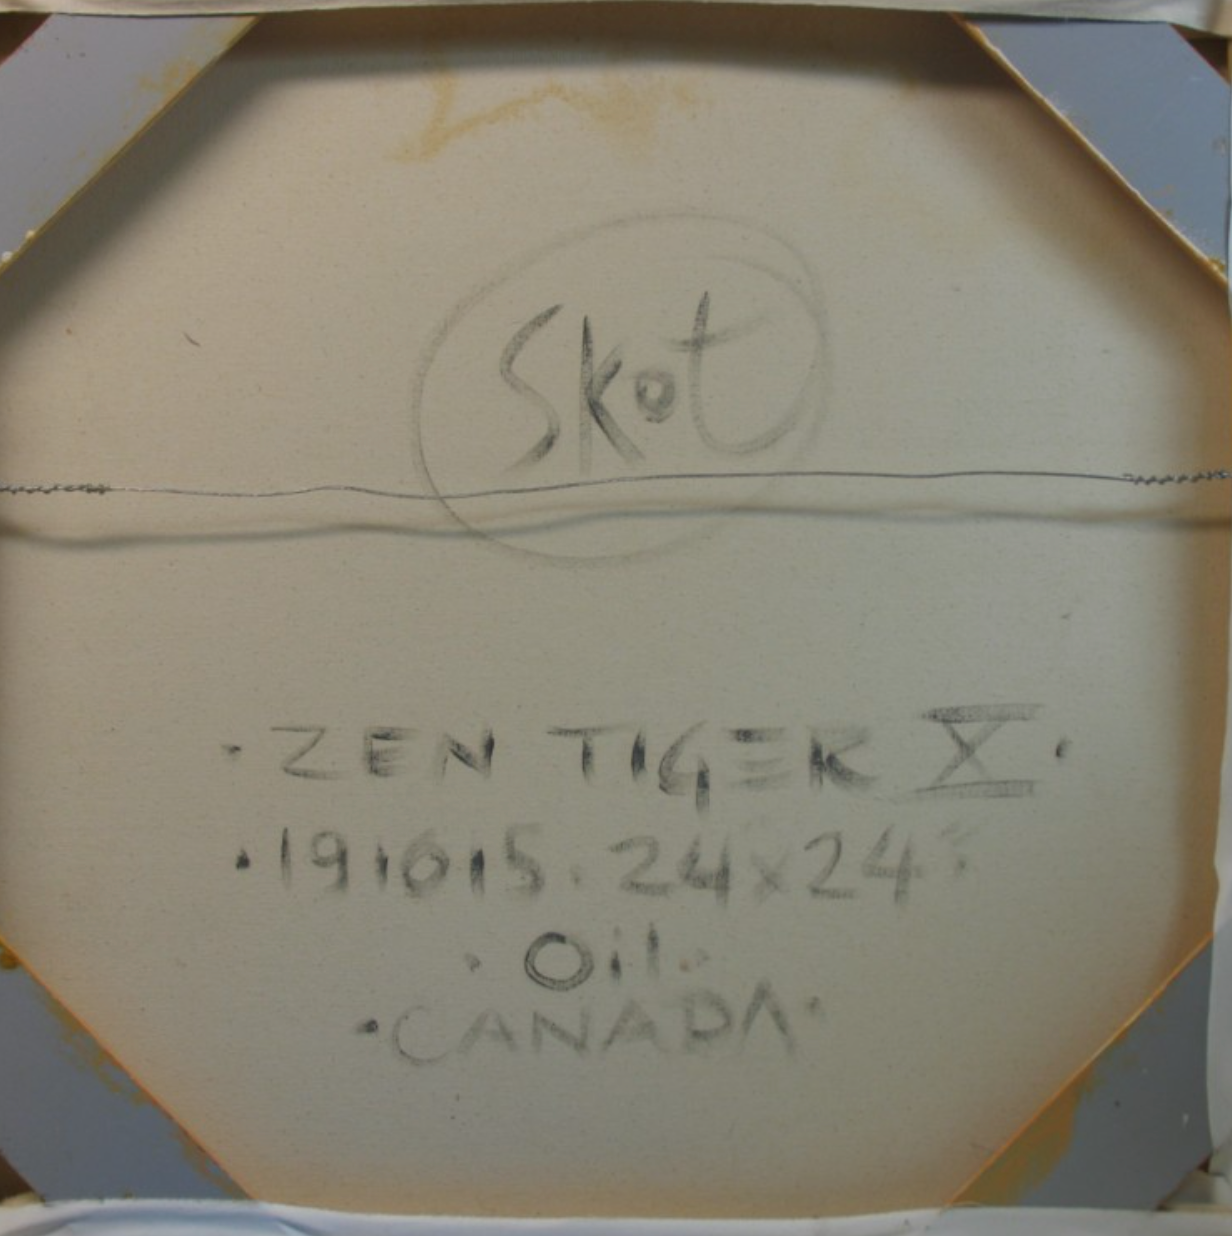 Skot
· ZEN TIGER X ·
· 191015 · 24x24"·
· Oil ·
· CANADA ·